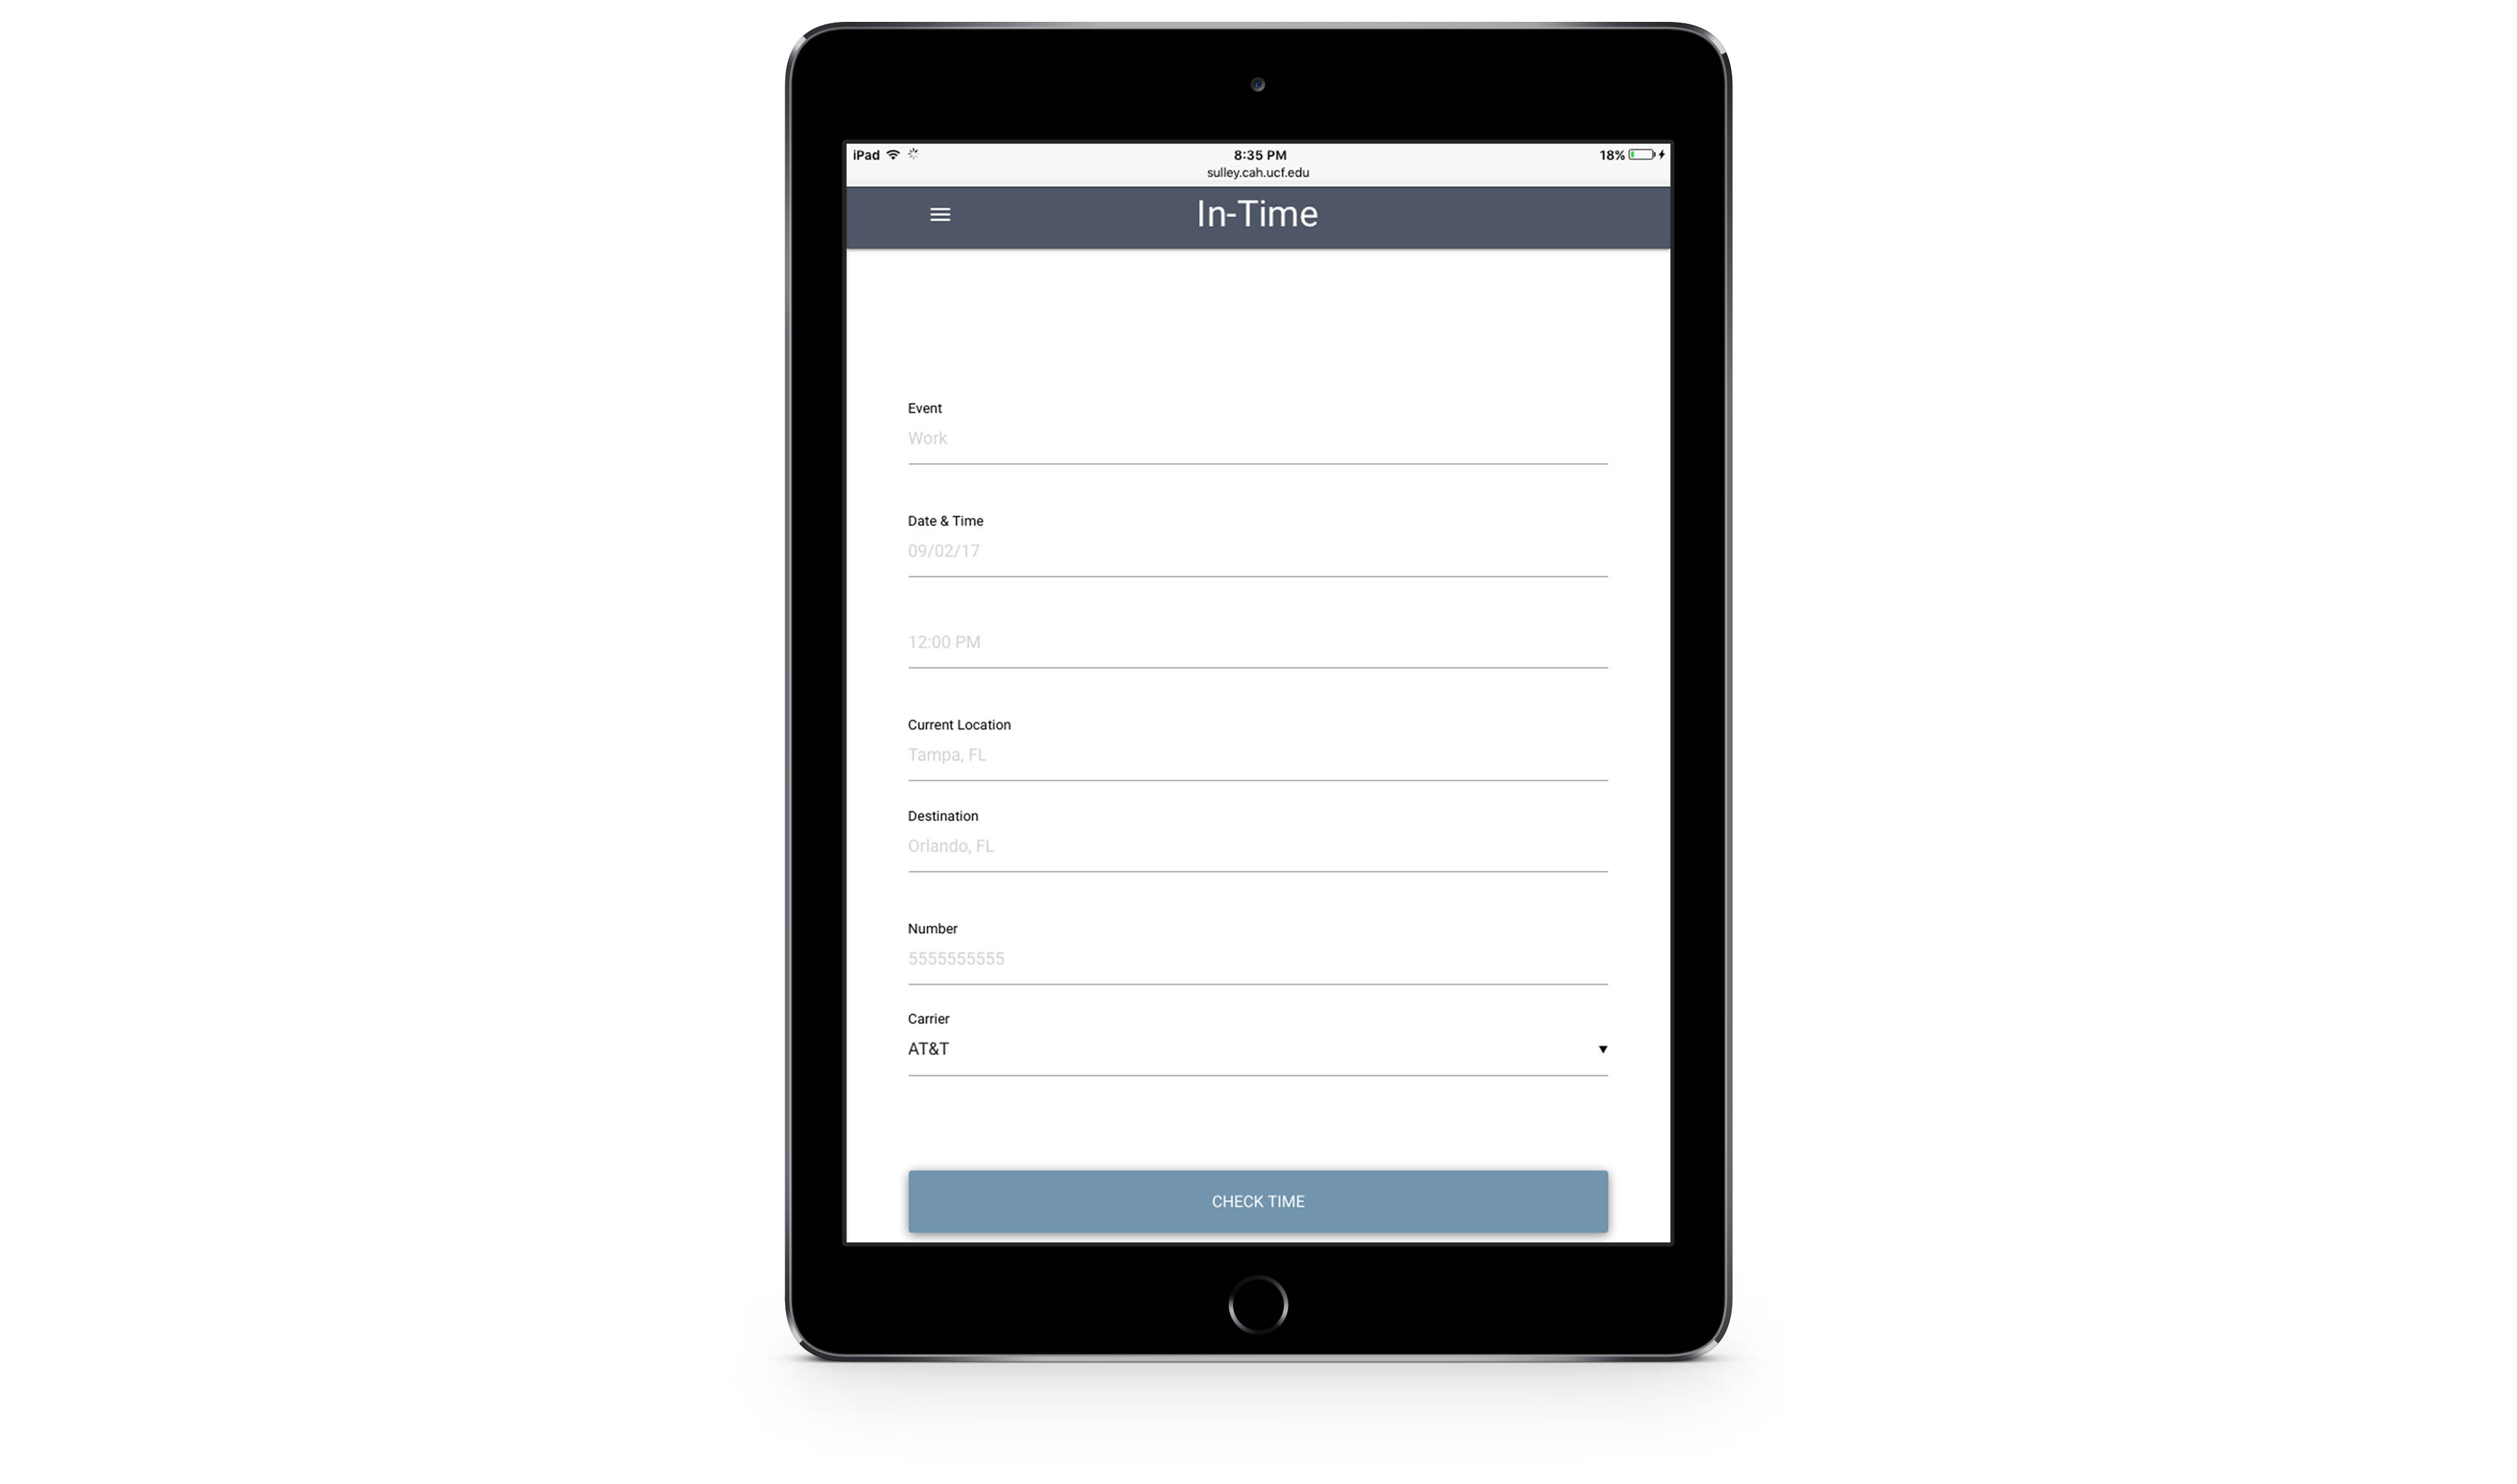 iPad 8:35 PM 18%
sulley.cah.ucf.edu
In-Time
Event
Work
Date & Time
09/02/17
12:00 PM
Current Location
Tampa, FL
Destination
Orlando, FL
Number
5555555555
Carrier
AT&T
CHECK TIME